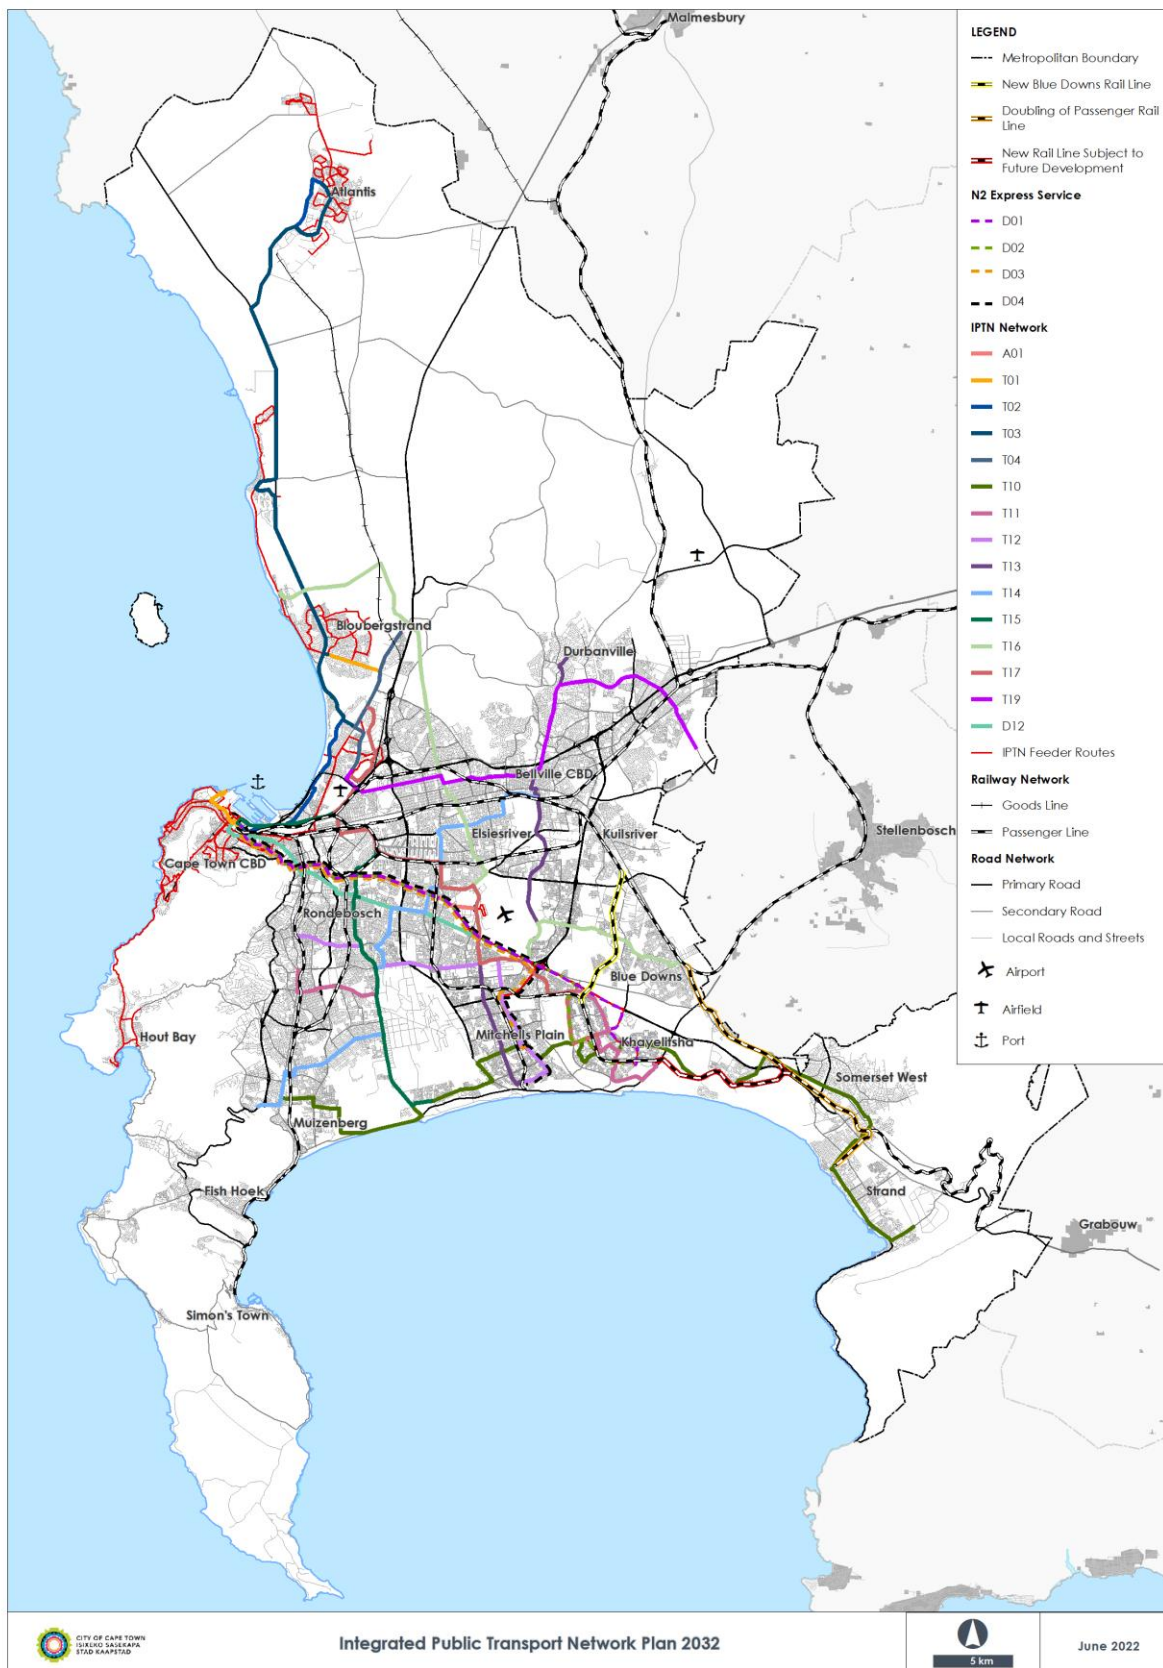 Malmesbury
Atlantis
Bloubergstrand
Durbanville
Bellville CBD
Elsiesriver
Kuilsriver
Stellenbosch
Cape Town CBD
Rondebosch
Blue Downs
Hout Bay
Mitchells Plain
Khayelitsha
Somerset West
Muizenberg
Fish Hoek
Strand
Grabouw
Simon's Town
LEGEND
Metropolitan Boundary
New Blue Downs Rail Line
Doubling of Passenger Rail
Line
New Rail Line Subject to
Future Development
N2 Express Service
D01
D02
D03
D04
IPTN Network
A01
T01
T02
T03
T04
T10
T11
T12
T13
T14
T15
T16
T17
T19
D12
IPTN Feeder Routes
Railway Network
Goods Line
Passenger Line
Road Network
Primary Road
Secondary Road
Local Roads and Streets
Airport
Airfield
Port
CITY OF CAPE TOWN
ISIXEKO SASEKAPA
STAD KAAPSTAD
Integrated Public Transport Network Plan 2032
5 km
June 2022